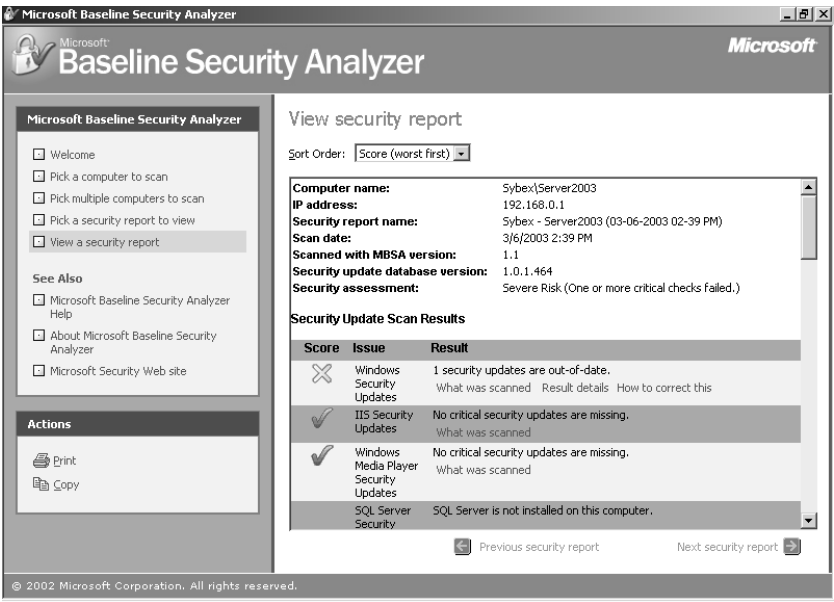 Microsoft Baseline Security Analyzer
Microsoft
Baseline Security Analyzer
Microsoft
Microsoft Baseline Security Analyzer
Welcome
Pick a computer to scan
Pick multiple computers to scan
Pick a security report to view
View a security report
See Also
Microsoft Baseline Security Analyzer
Help
About Microsoft Baseline Security
Analyzer
Microsoft Security Web site
Actions
Print
Copy
View security report
Sort Order: Score (worst first)
Computer name: Sybex\Server2003
IP address: 192.168.0.1
Security report name: Sybex - Server2003 (03-06-2003 02-39 PM)
Scan date: 3/6/2003 2:39 PM
Scanned with MBSA version: 1.1
Security update database version: 1.0.1.464
Security assessment: Severe Risk (One or more critical checks failed.)
Security Update Scan Results
Score Issue Result
Windows 1 security updates are out-of-date.
Security What was scanned Result details How to correct this
Updates
IIS Security No critical security updates are missing.
Updates What was scanned
Windows No critical security updates are missing.
Media Player What was scanned
Security
Updates
SQL Server SQL Server is not installed on this computer.
Security
Previous security report Next security report
© 2002 Microsoft Corporation. All rights reserved.